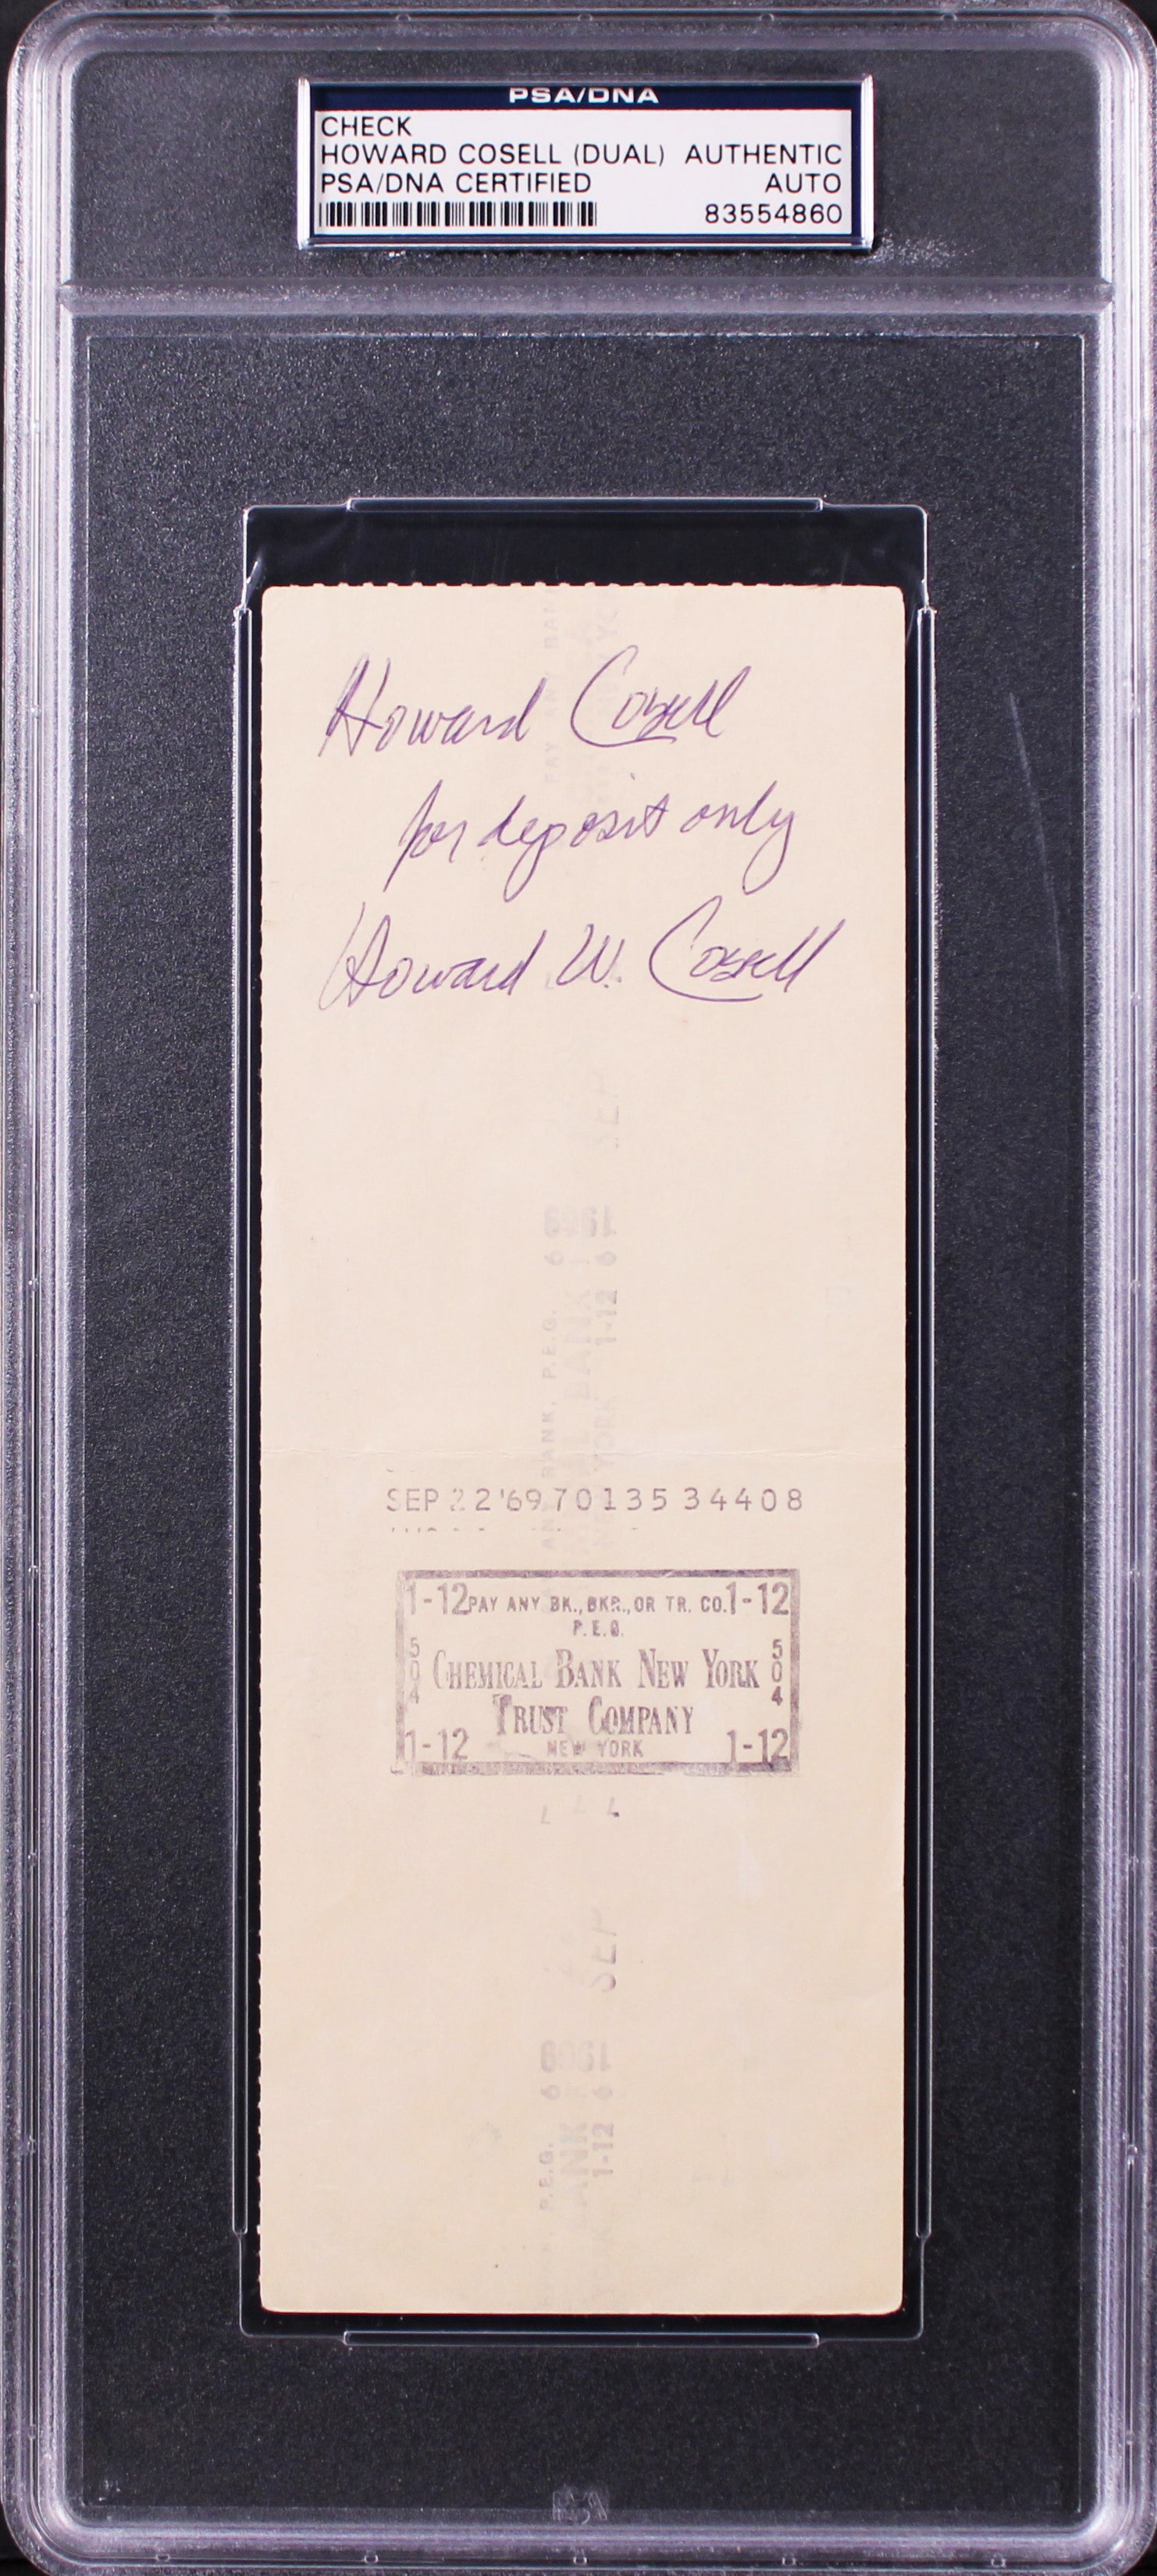 PSA/DNA
CHECK
HOWARD COSELL (DUAL) AUTHENTIC
PSA/DNA CERTIFIED AUTO
83554860
Howard Cosell
for deposit only
Howard W. Cosell
SEP 22'69 70135 34408
1-12 PAY ANY BK., BKR., OR TR. CO. 1-12
P.E.G.
504 CHEMICAL BANK NEW YORK 504
TRUST COMPANY
1-12 NEW YORK 1-12